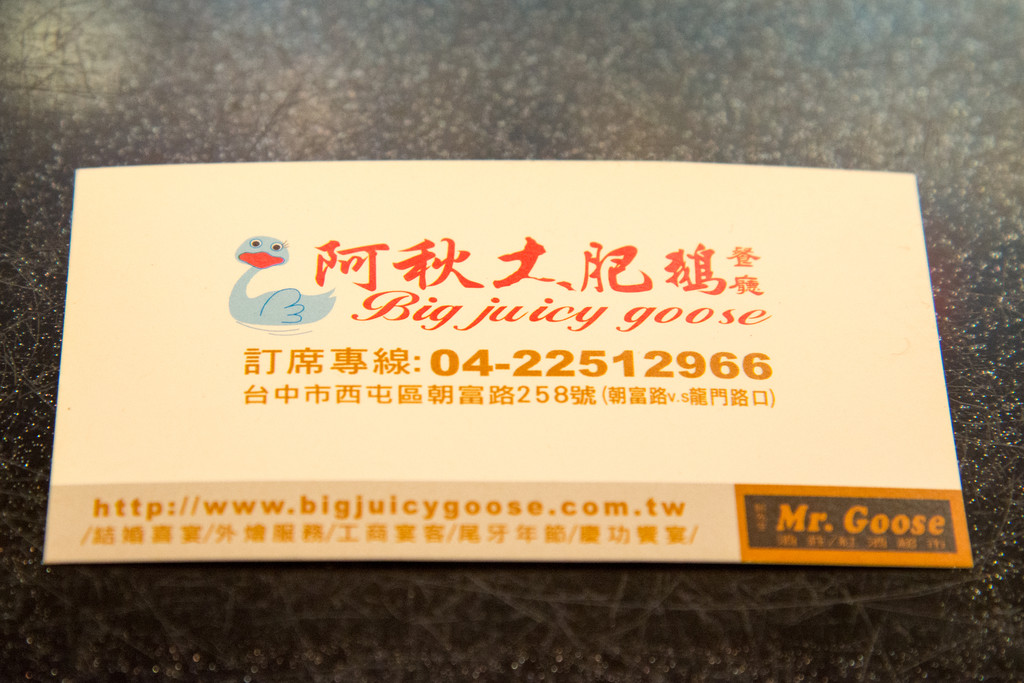 阿秋大肥鵝餐廳
Big juicy goose
訂席專線: 04-22512966
台中市西屯區朝富路258號 (朝富路v.s龍門路口)
http://www.bigjuicygoose.com.tw
/結婚喜宴/外燴服務/工商宴客/尾牙年節/慶功饗宴/
Mr. Goose